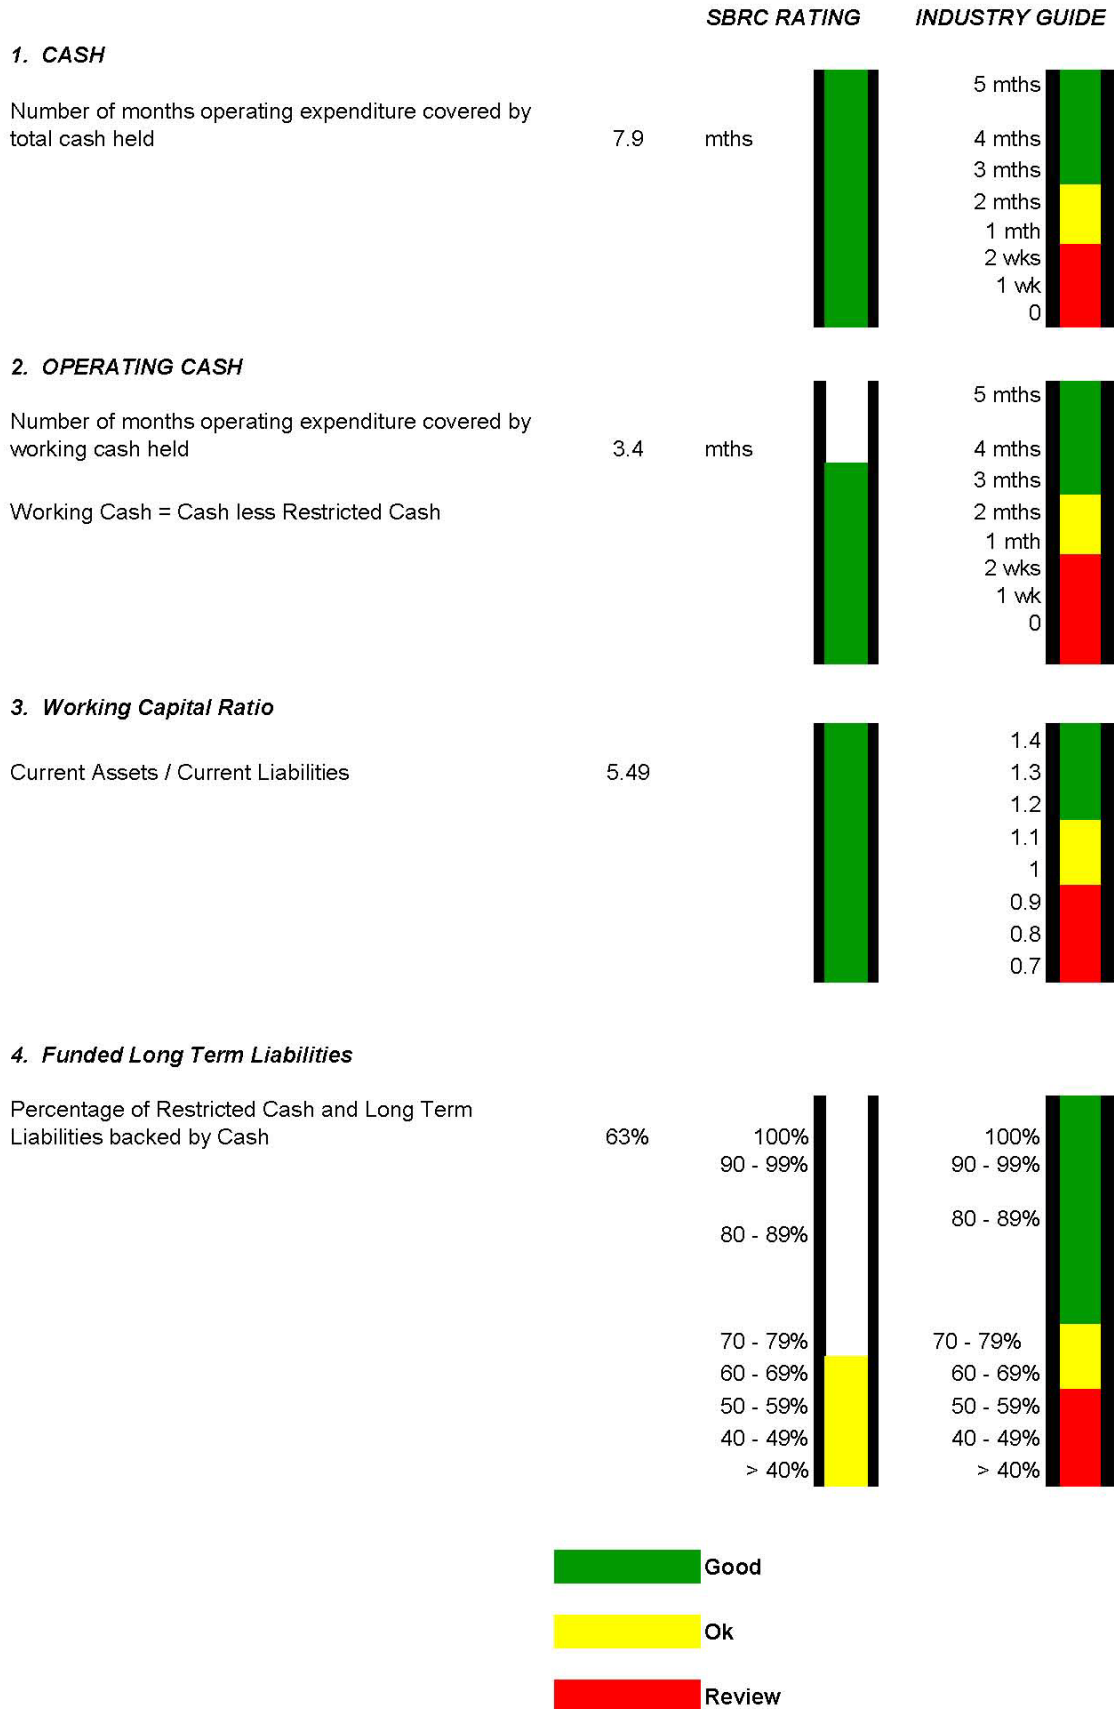 SBRC RATING INDUSTRY GUIDE
1. CASH
5 mths
Number of months operating expenditure covered by
total cash held 7.9 mths 4 mths
3 mths
2 mths
1 mth
2 wks
1 wk
0
2. OPERATING CASH
5 mths
Number of months operating expenditure covered by
working cash held 3.4 mths 4 mths
3 mths
Working Cash = Cash less Restricted Cash 2 mths
1 mth
2 wks
1 wk
0
3. Working Capital Ratio
1.4
Current Assets / Current Liabilities 5.49 1.3
1.2
1.1
1
0.9
0.8
0.7
4. Funded Long Term Liabilities
Percentage of Restricted Cash and Long Term
Liabilities backed by Cash 63% 100% 100%
90 - 99% 90 - 99%
80 - 89% 80 - 89%
70 - 79% 70 - 79%
60 - 69% 60 - 69%
50 - 59% 50 - 59%
40 - 49% 40 - 49%
> 40% > 40%
Good
Ok
Review